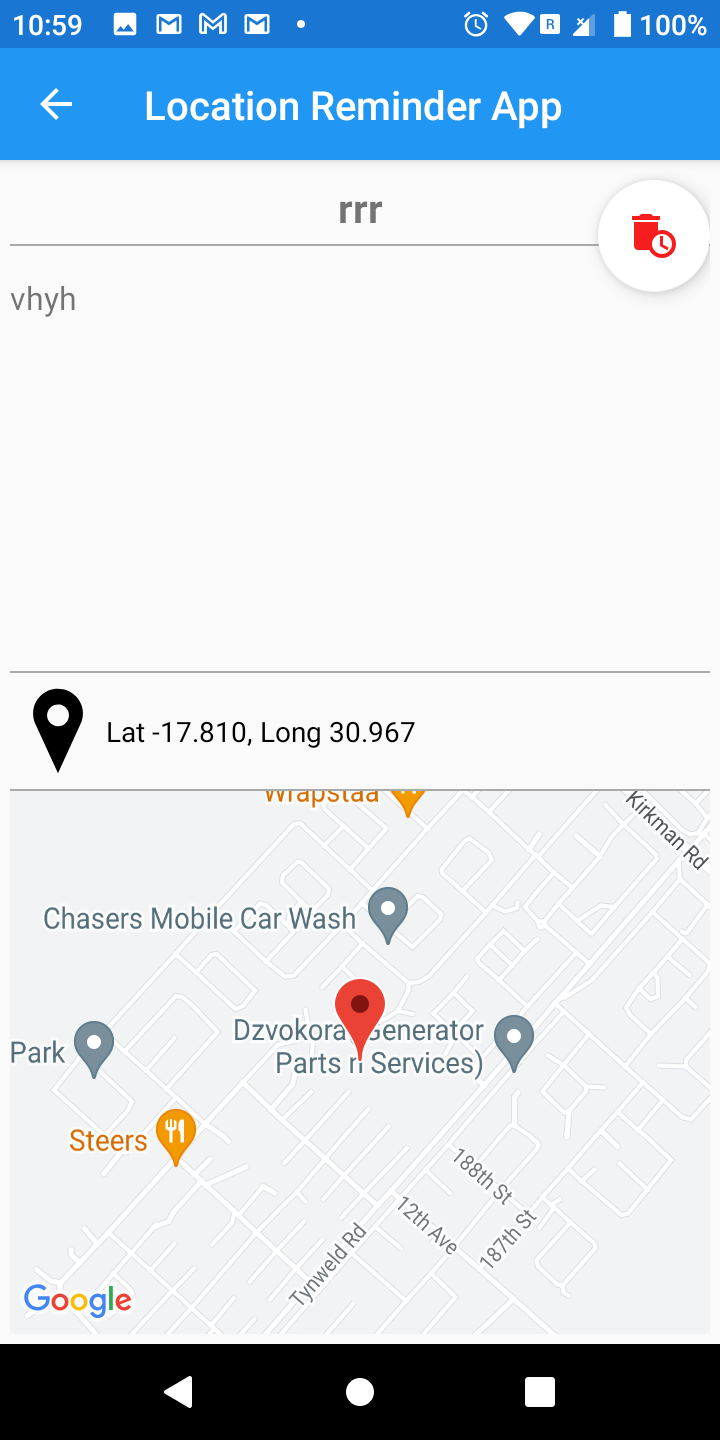 10:59
R
100%
Location Reminder App
rrr
vhyh
Lat -17.810, Long 30.967
Wrapstaa
Kirkman Rd
Chasers Mobile Car Wash
Dzvokora Generator
Parts n Services)
Park
Steers
188th St
12th Ave
187th St
Tynweld Rd
Google